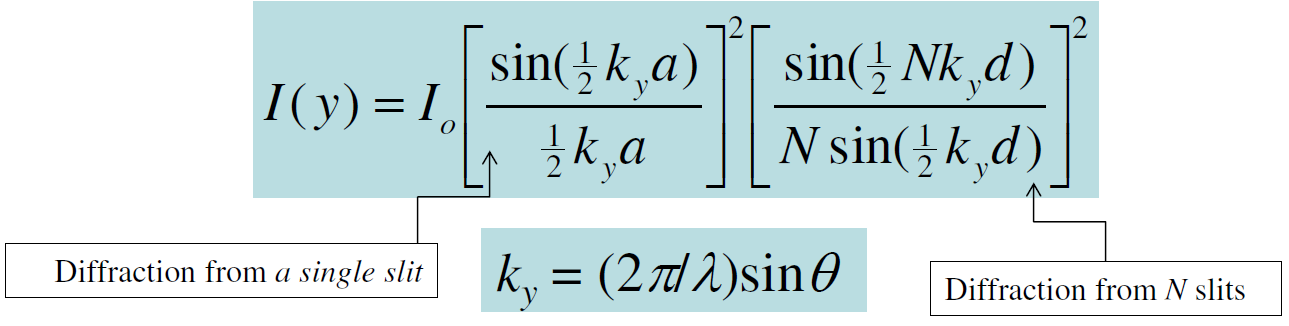 I(y) = I_o [ sin(½ k_y a) / ½ k_y a ]² [ sin(½ N k_y d) / N sin(½ k_y d) ]²
Diffraction from a single slit
k_y = (2π/λ)sinθ
Diffraction from N slits